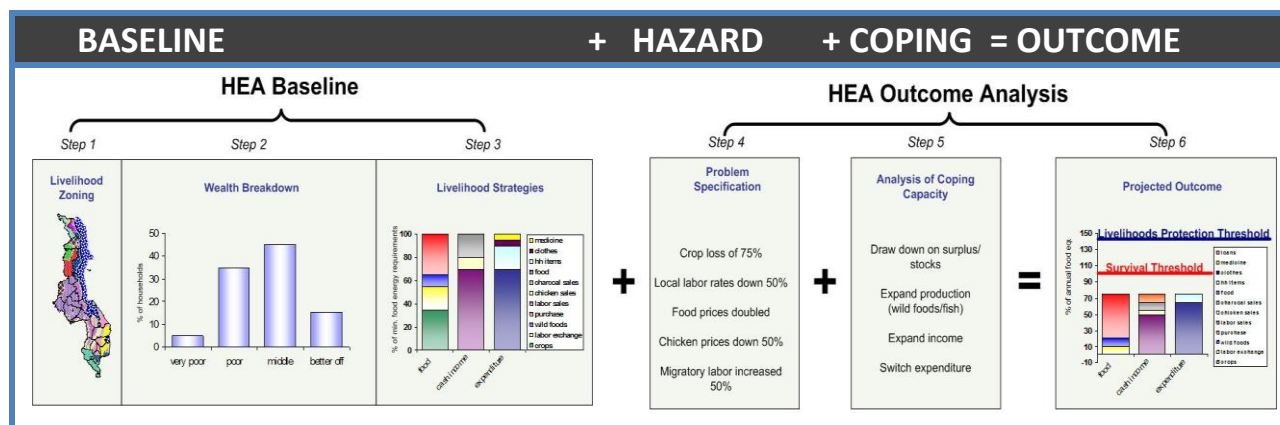 BASELINE + HAZARD + COPING = OUTCOME
HEA Baseline
HEA Outcome Analysis
Step 1
Step 2
Step 3
Step 4
Step 5
Step 6
Livelihood
Zoning
Wealth Breakdown
% of households
50
40
30
20
10
0
very poor
poor
middle
better off
Livelihood Strategies
% of min. food energy requirements
100
80
60
40
20
0
food
cash income
expenditure
medicine
clothes
hh items
food
charcoal sales
chicken sales
labor sales
purchase
wild foods
labor exchange
crops
+
Problem
Specification
Crop loss of 75%
Local labor rates down 50%
Food prices doubled
Chicken prices down 50%
Migratory labor increased
50%
+
Analysis of Coping
Capacity
Draw down on surplus/
stocks
Expand production
(wild foods/fish)
Expand income
Switch expenditure
=
Projected Outcome
Livelihoods Protection Threshold
Survival Threshold
% of annual food eq.
150
130
110
90
70
50
30
10
-10
food
cash income
expenditure
loans
medicine
clothes
hh items
food
charcoal sales
chicken sales
labor sales
purchase
wild foods
labor exchange
crops